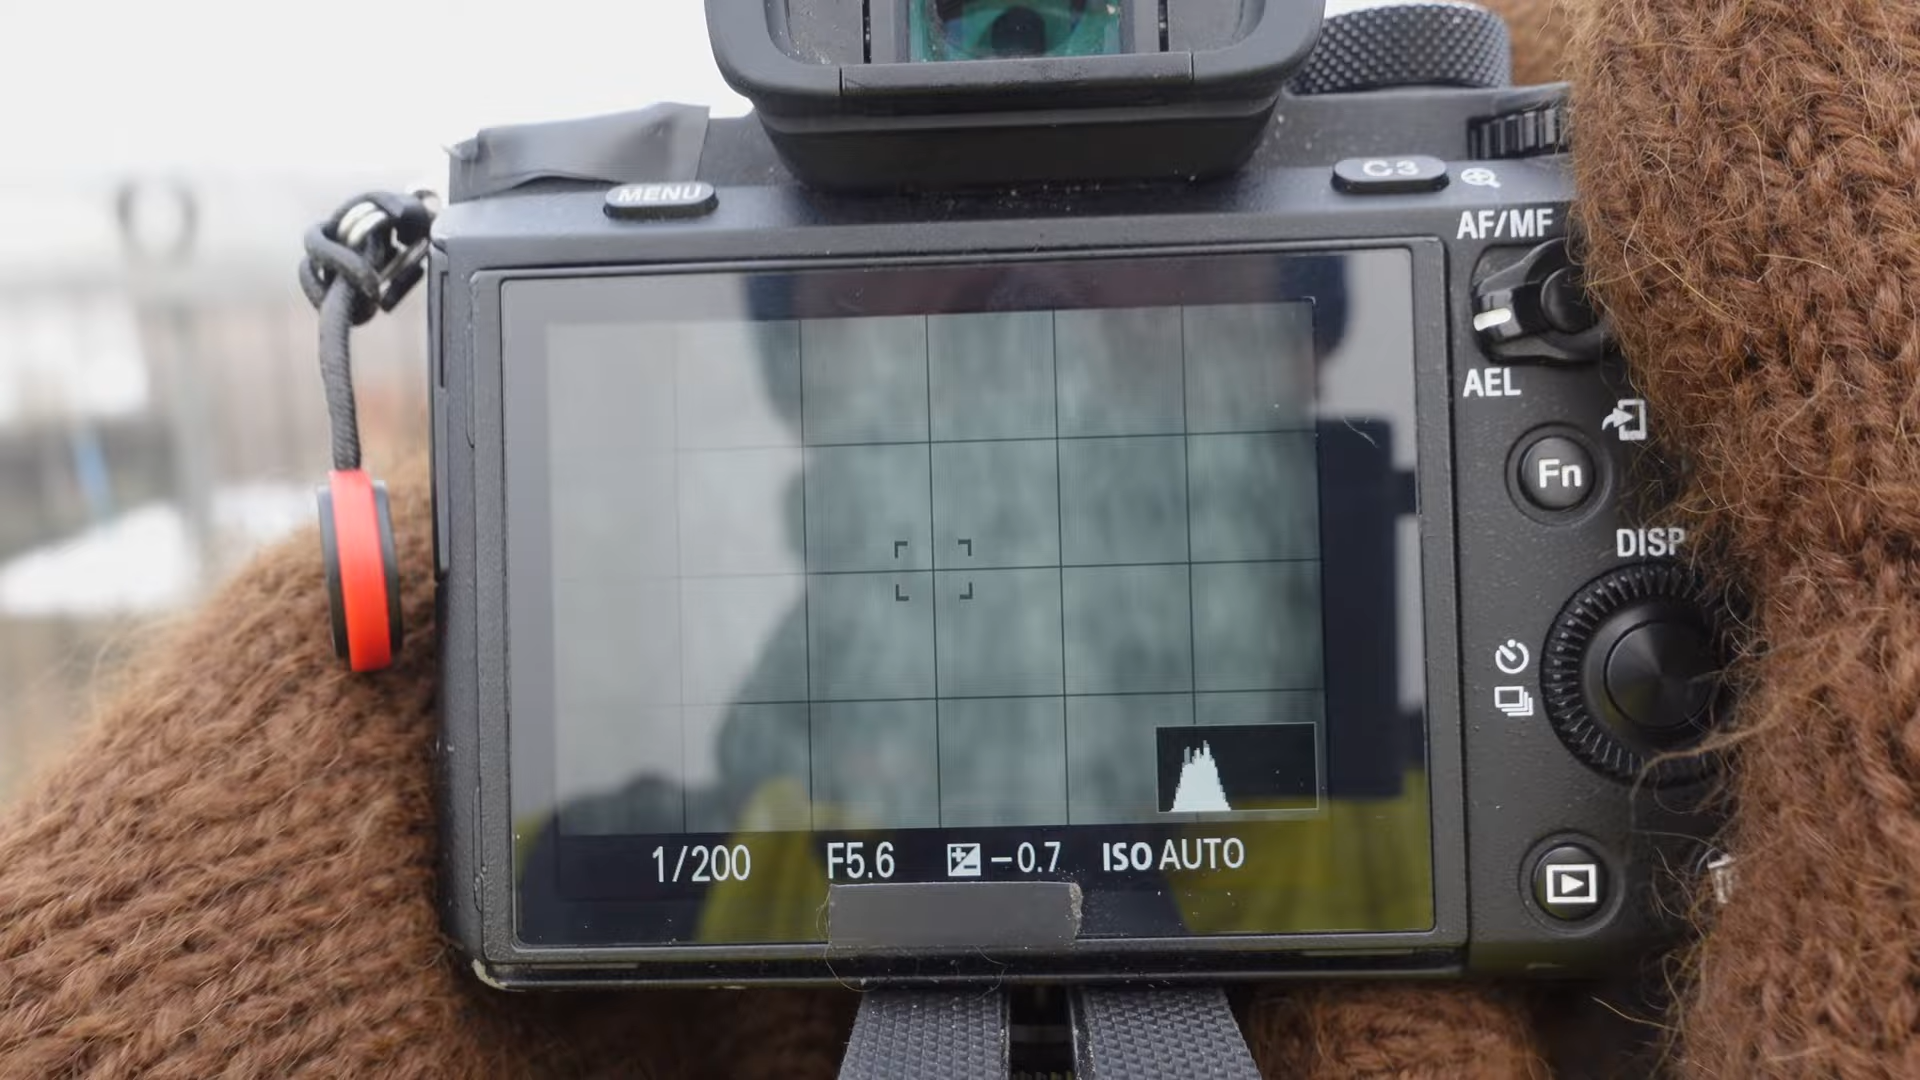 MENU
C3
AF/MF
AEL
Fn
DISP
1/200 F5.6 −0.7 ISO AUTO